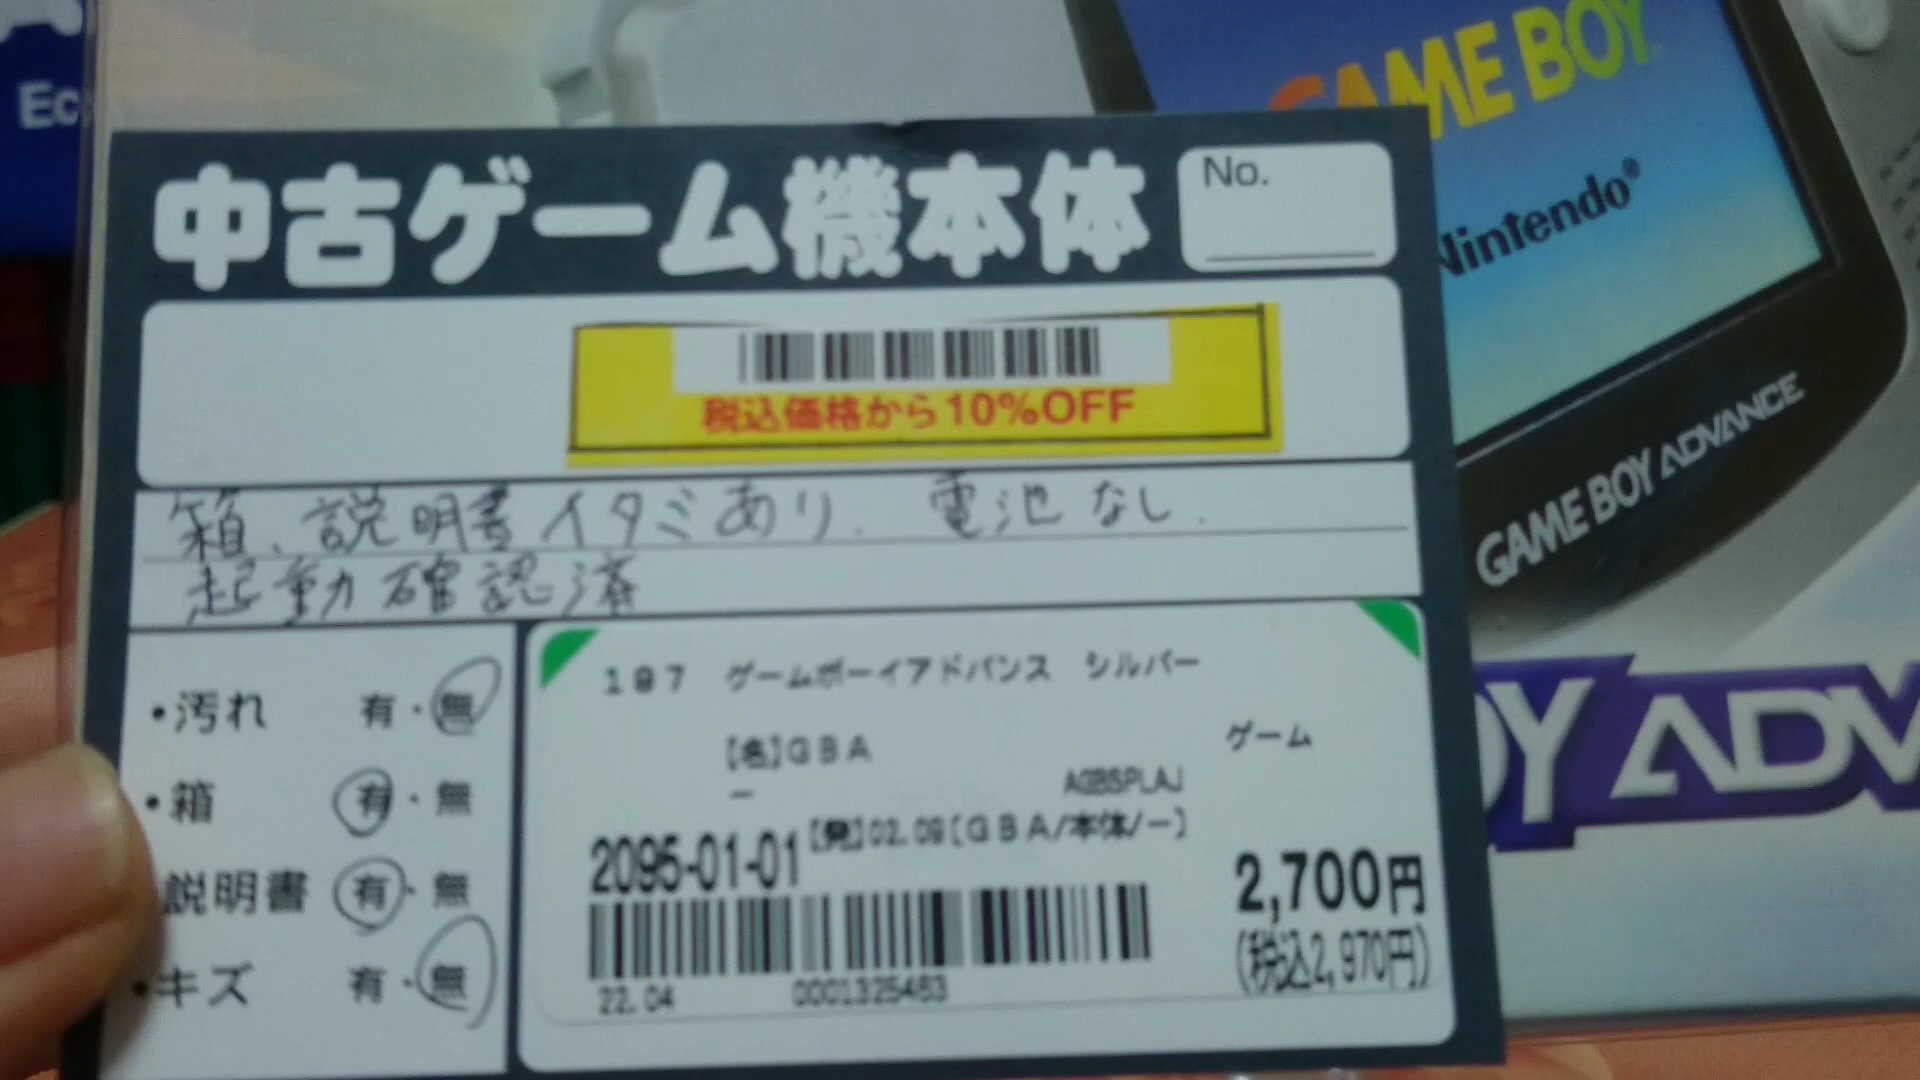 Ec
GAME BOY
Nintendo®
GAME BOY ADVANCE
中古ゲーム機本体
No.
税込価格から10%OFF
箱、説明書イタミあり. 電池なし.
起動確認済
・汚れ 有・無
・箱 有・無
説明書 有・無
・キズ 有・無
197 ゲームボーイアドバンス シルバー
【名】GBA
ゲーム
ー
AGBSPLAJ
【発】02.09[GBA/本体/ー]
2095-01-01
2,700円
(税込2,970円)
22.04
0001325463
OY ADV